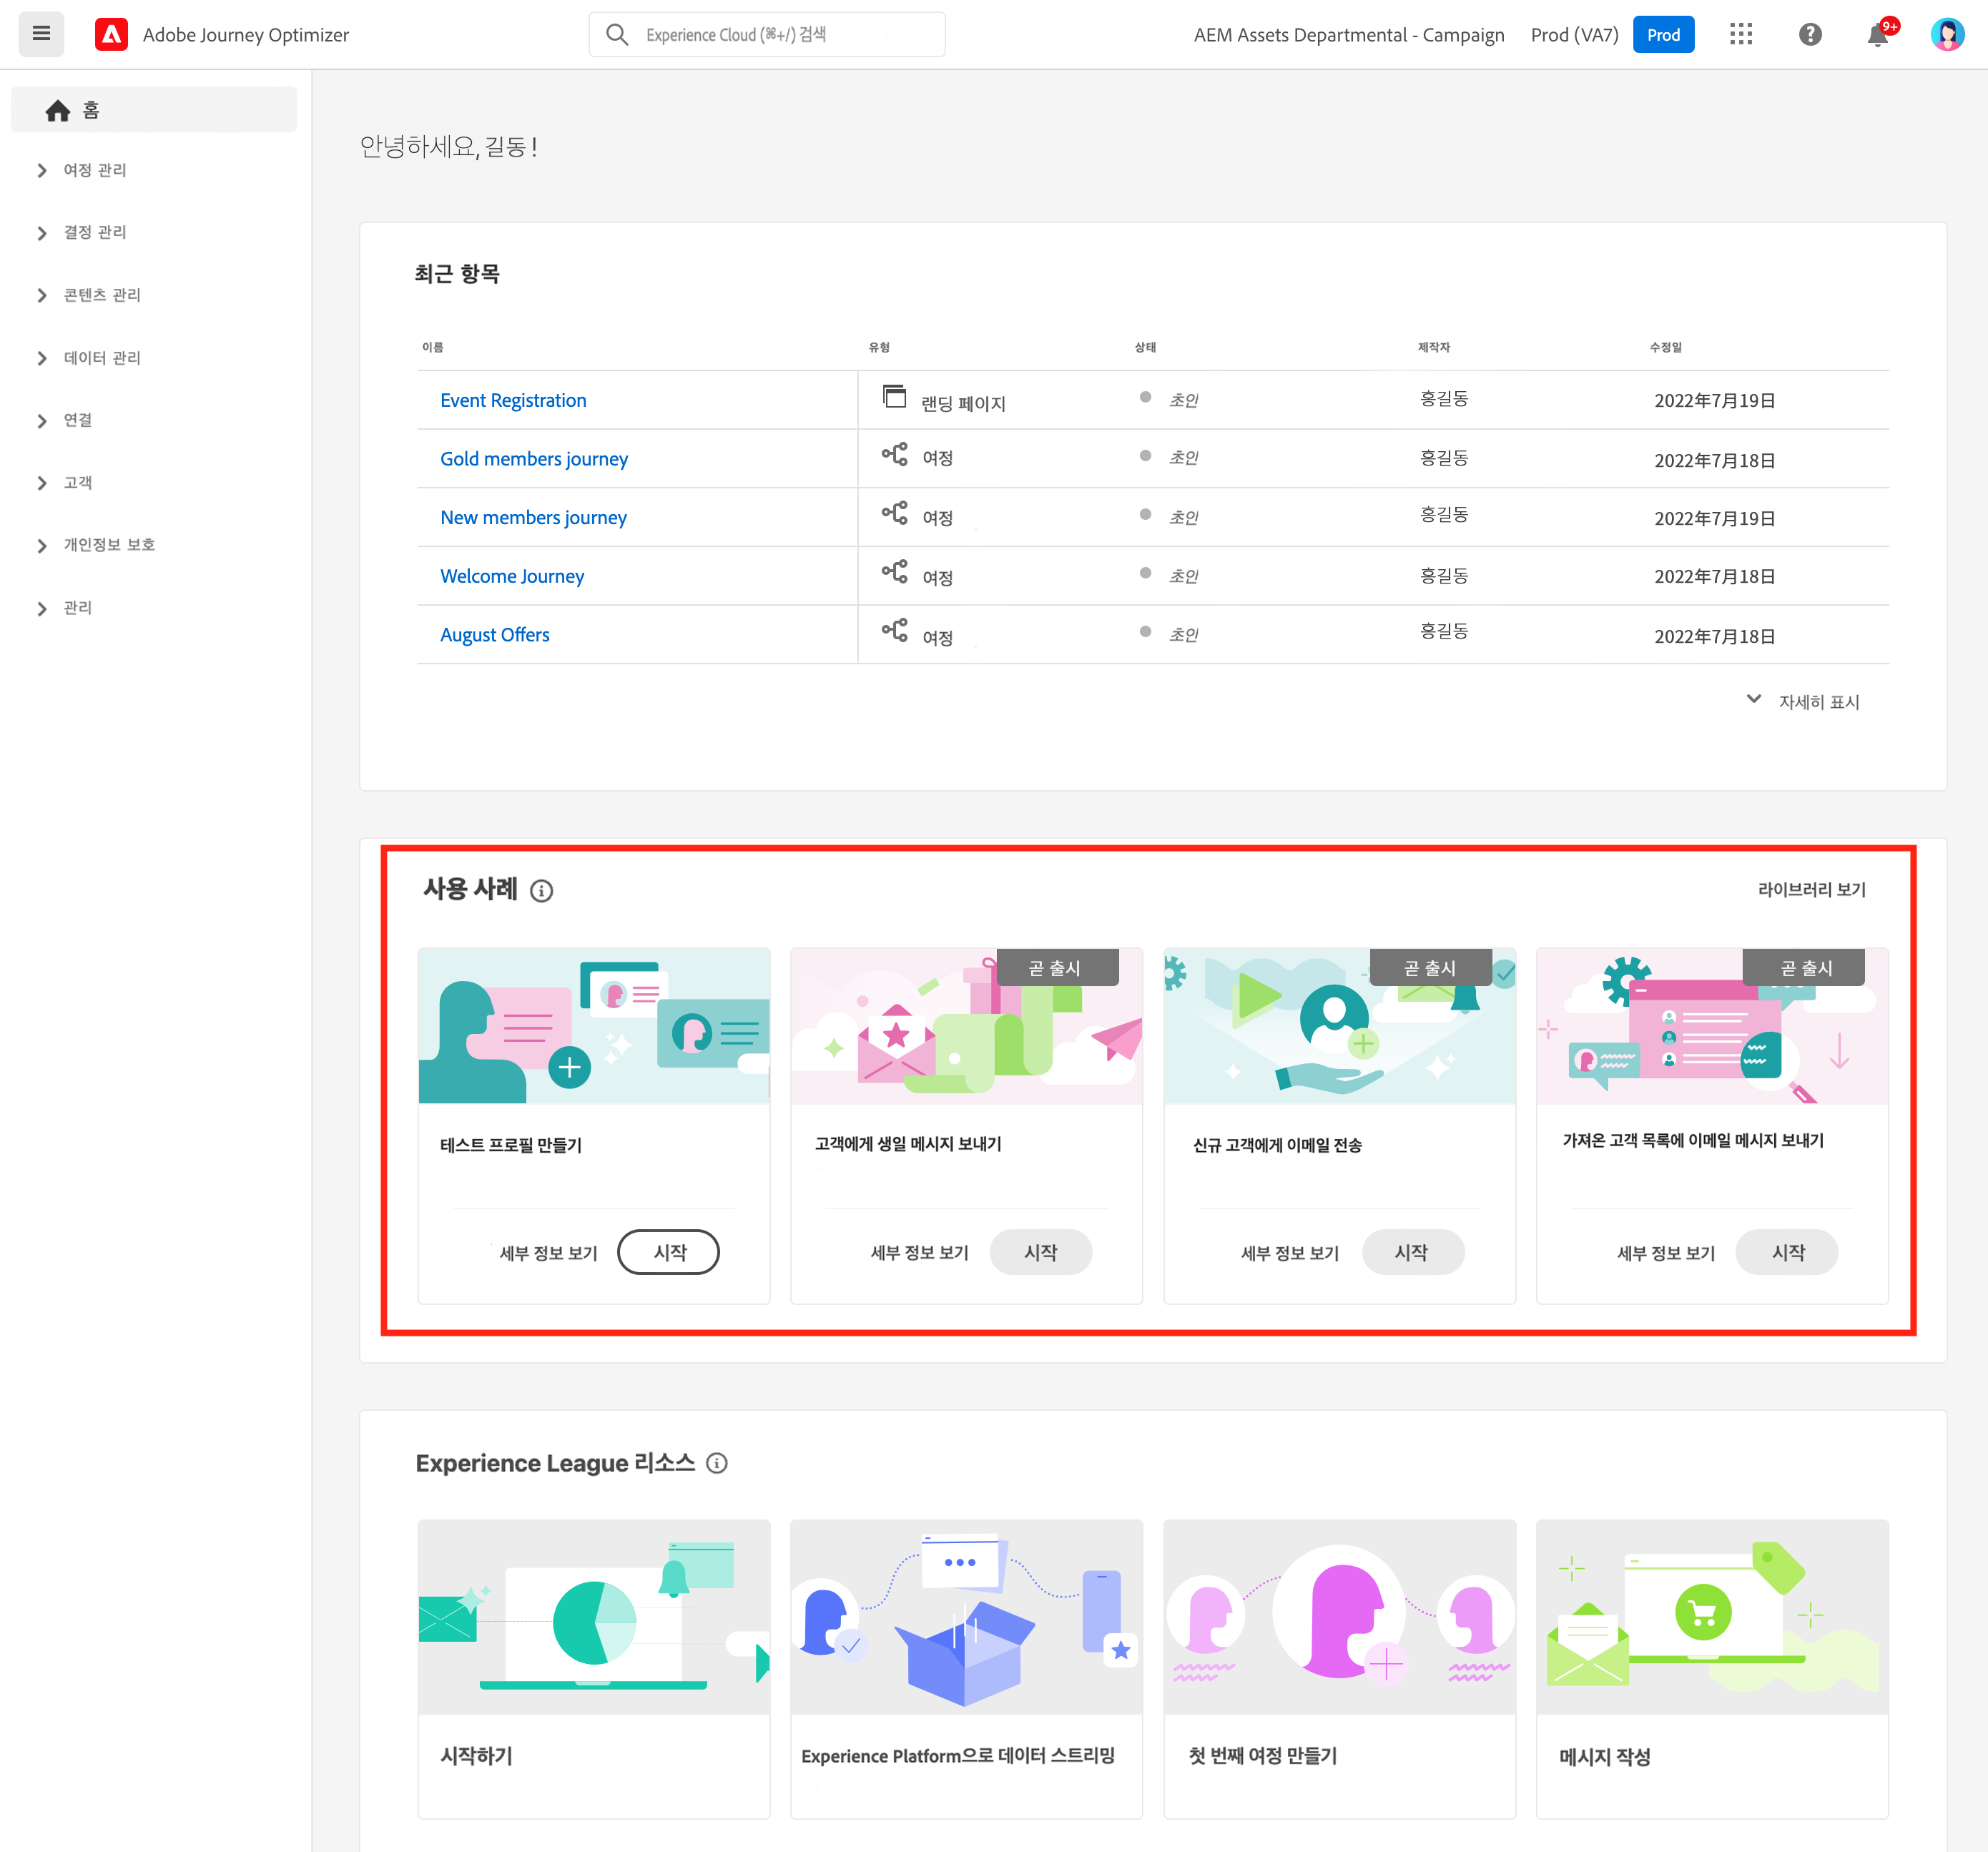 Adobe Journey Optimizer
Experience Cloud (⌘+/) 검색
AEM Assets Departmental - Campaign
Prod (VA7)
Prod
9+
홈
여정 관리
결정 관리
콘텐츠 관리
데이터 관리
연결
고객
개인정보 보호
관리
안녕하세요, 길동 !
최근 항목
이름 유형 상태 제작자 수정일
Event Registration 랜딩 페이지 초안 홍길동 2022年7月19日
Gold members journey 여정 초안 홍길동 2022年7月18日
New members journey 여정 초안 홍길동 2022年7月19日
Welcome Journey 여정 초안 홍길동 2022年7月18日
August Offers 여정 초안 홍길동 2022年7月18日
자세히 표시
사용 사례
라이브러리 보기
곧 출시
곧 출시
곧 출시
테스트 프로필 만들기
고객에게 생일 메시지 보내기
신규 고객에게 이메일 전송
가져온 고객 목록에 이메일 메시지 보내기
세부 정보 보기 시작
세부 정보 보기 시작
세부 정보 보기 시작
세부 정보 보기 시작
Experience League 리소스
시작하기
Experience Platform으로 데이터 스트리밍
첫 번째 여정 만들기
메시지 작성